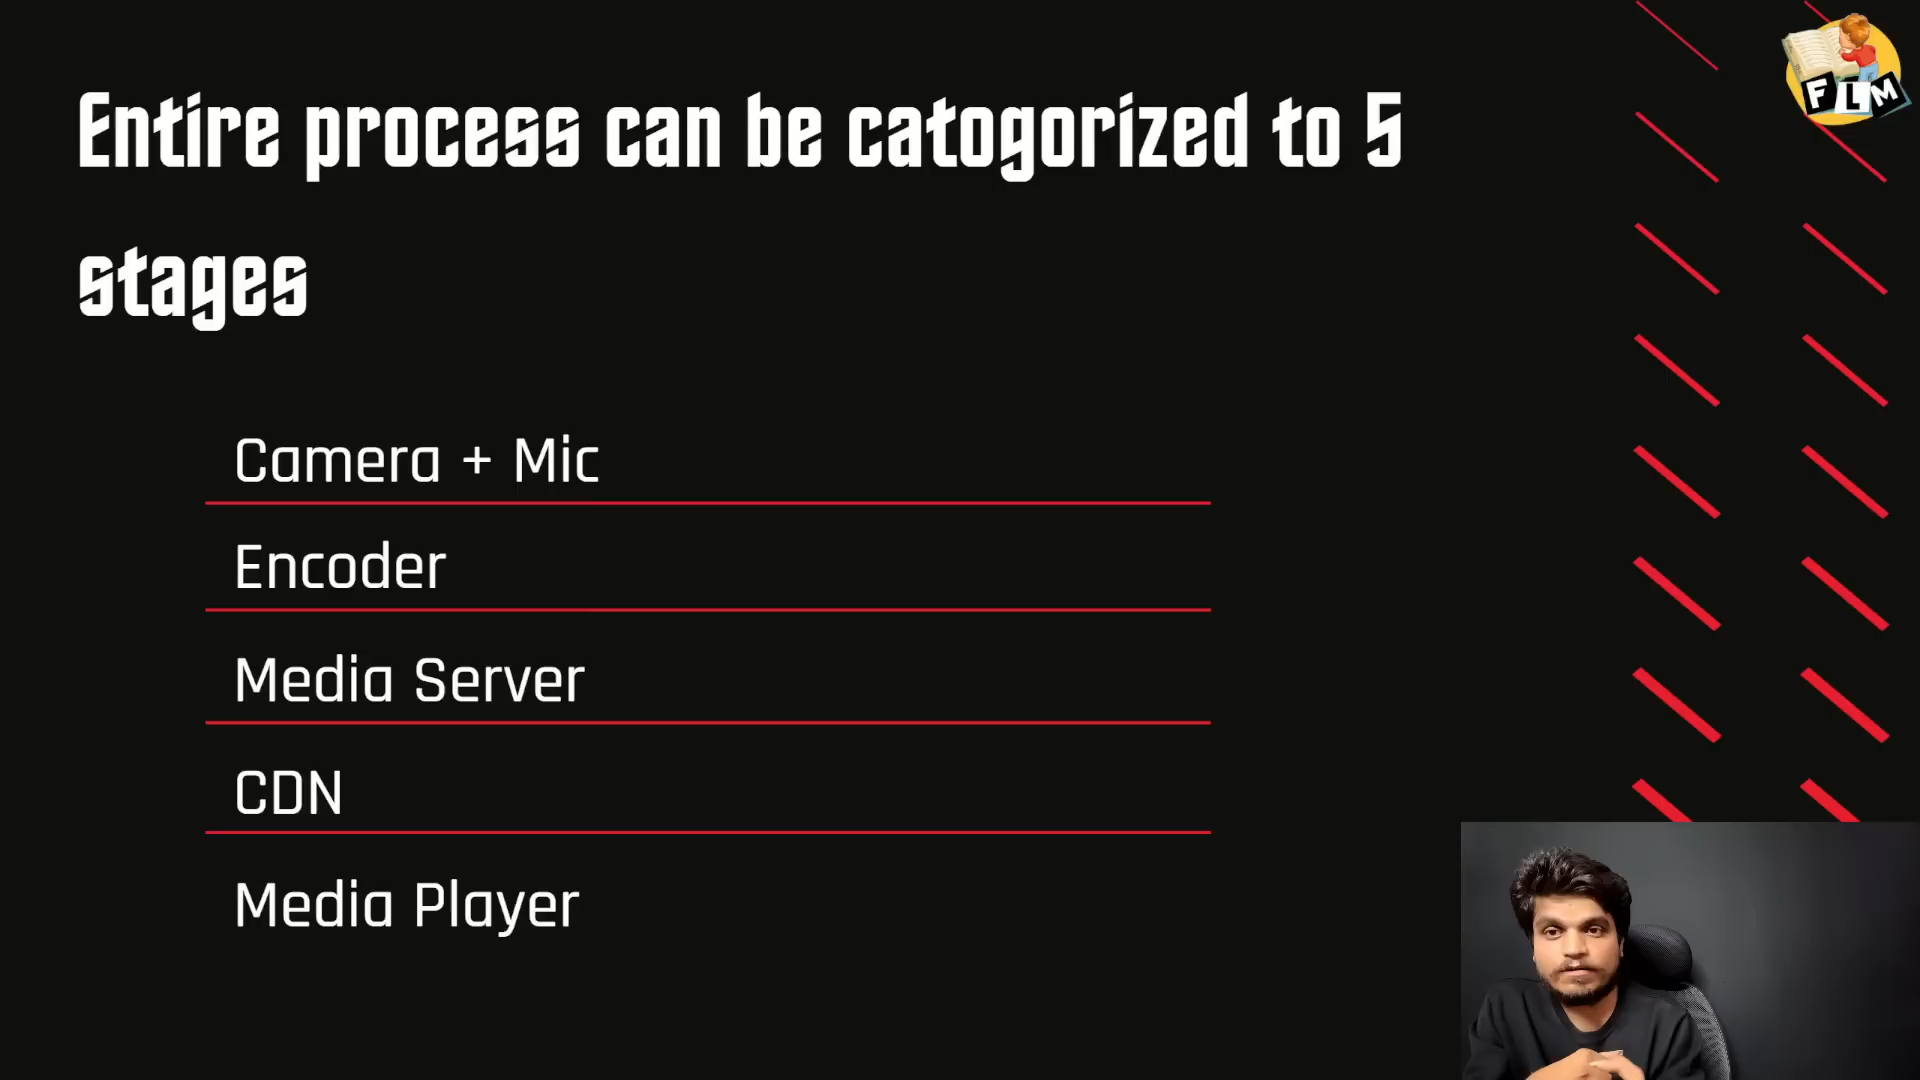 Entire process can be catogorized to 5
stages
FLM
Camera + Mic
Encoder
Media Server
CDN
Media Player